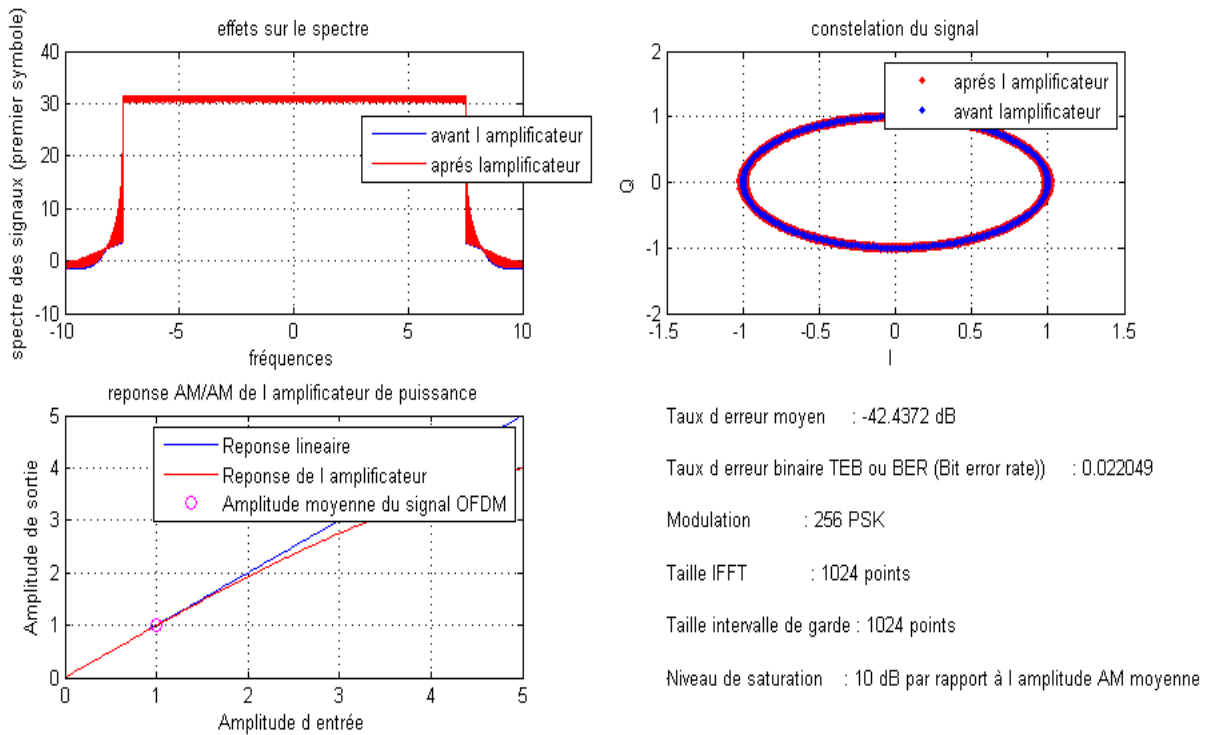 effets sur le spectre
spectre des signaux (premier symbole)
40
30
20
10
0
-10
-10
-5
0
5
10
fréquences
avant l amplificateur
aprés lamplificateur
constelation du signal
Q
2
1
0
-1
-2
-1.5
-1
-0.5
0
0.5
1
1.5
I
aprés l amplificateur
avant lamplificateur
reponse AM/AM de l amplificateur de puissance
Amplitude de sortie
5
4
3
2
1
0
0
1
2
3
4
5
Amplitude d entrée
Reponse lineaire
Reponse de l amplificateur
Amplitude moyenne du signal OFDM
Taux d erreur moyen : -42.4372 dB
Taux d erreur binaire TEB ou BER (Bit error rate)) : 0.022049
Modulation : 256 PSK
Taille IFFT : 1024 points
Taille intervalle de garde : 1024 points
Niveau de saturation : 10 dB par rapport à l amplitude AM moyenne